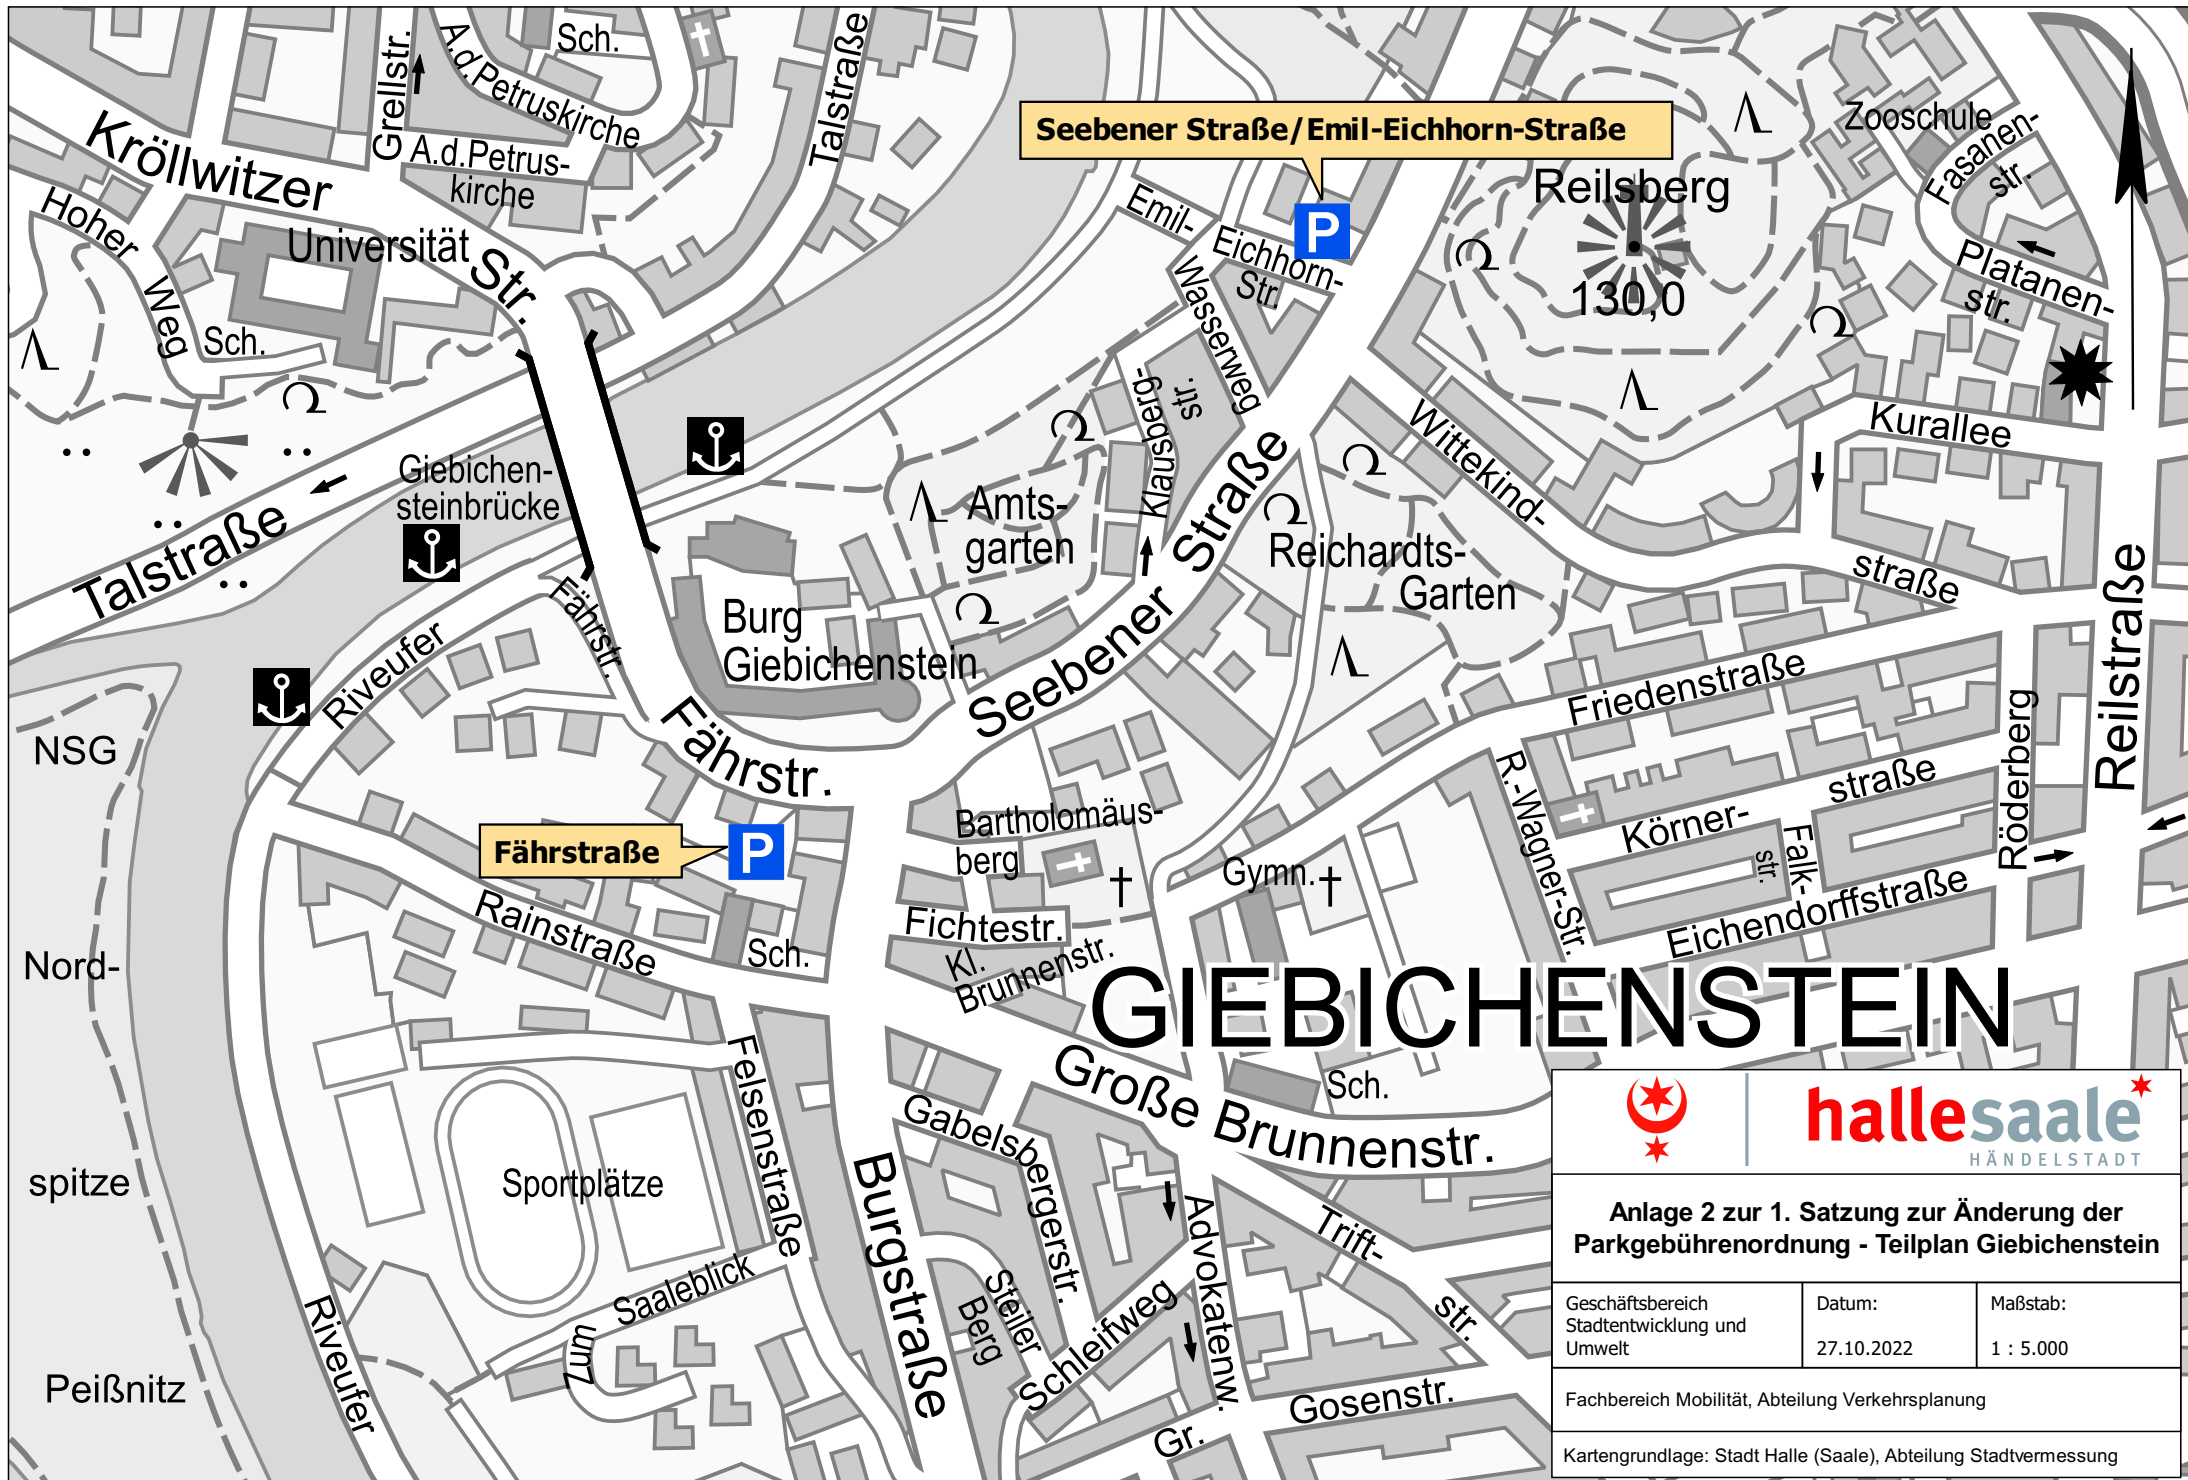 Sch.
Grellstr.
A.d.Petruskirche
Talstraße
Seebener Straße/Emil-Eichhorn-Straße
Zooschule
Fasanen-
str.
Kröllwitzer
Str.
A.d.Petrus-
kirche
Reilsberg
130,0
Hoher
Weg
Universität
Emil-
Eichhorn-
Str.
P
Platanen-
str.
Wasserweg
Sch.
Klausberg-
str.
Kurallee
Wittekind-
straße
Giebichen-
steinbrücke
Talstraße
Amts-
garten
Seebener Straße
Reichardts-
Garten
Reilstraße
Fährstr.
Burg
Giebichenstein
Riveufer
Friedenstraße
NSG
Fährstr.
R.-Wagner-Str.
Röderberg
Körner-
straße
Falk-
str.
Fährstraße
P
Bartholomäus-
berg
Gymn.
Rainstraße
Sch.
Fichtestr.
Eichendorffstraße
Kl.
Brunnenstr.
Nord-
GIEBICHENSTEIN
Felsenstraße
Große Brunnenstr.
Sch.
Gabelsbergerstr.
spitze
Sportplätze
Burgstraße
Advokatenw.
Trift-
str.
Zum
Saaleblick
Steiler
Berg
Schleifweg
Riveufer
Peißnitz
Gr.
Gosenstr.
hallesaale
HÄNDELSTADT
Anlage 2 zur 1. Satzung zur Änderung der
Parkgebührenordnung - Teilplan Giebichenstein
Geschäftsbereich
Stadtentwicklung und
Umwelt
Datum:
27.10.2022
Maßstab:
1 : 5.000
Fachbereich Mobilität, Abteilung Verkehrsplanung
Kartengrundlage: Stadt Halle (Saale), Abteilung Stadtvermessung